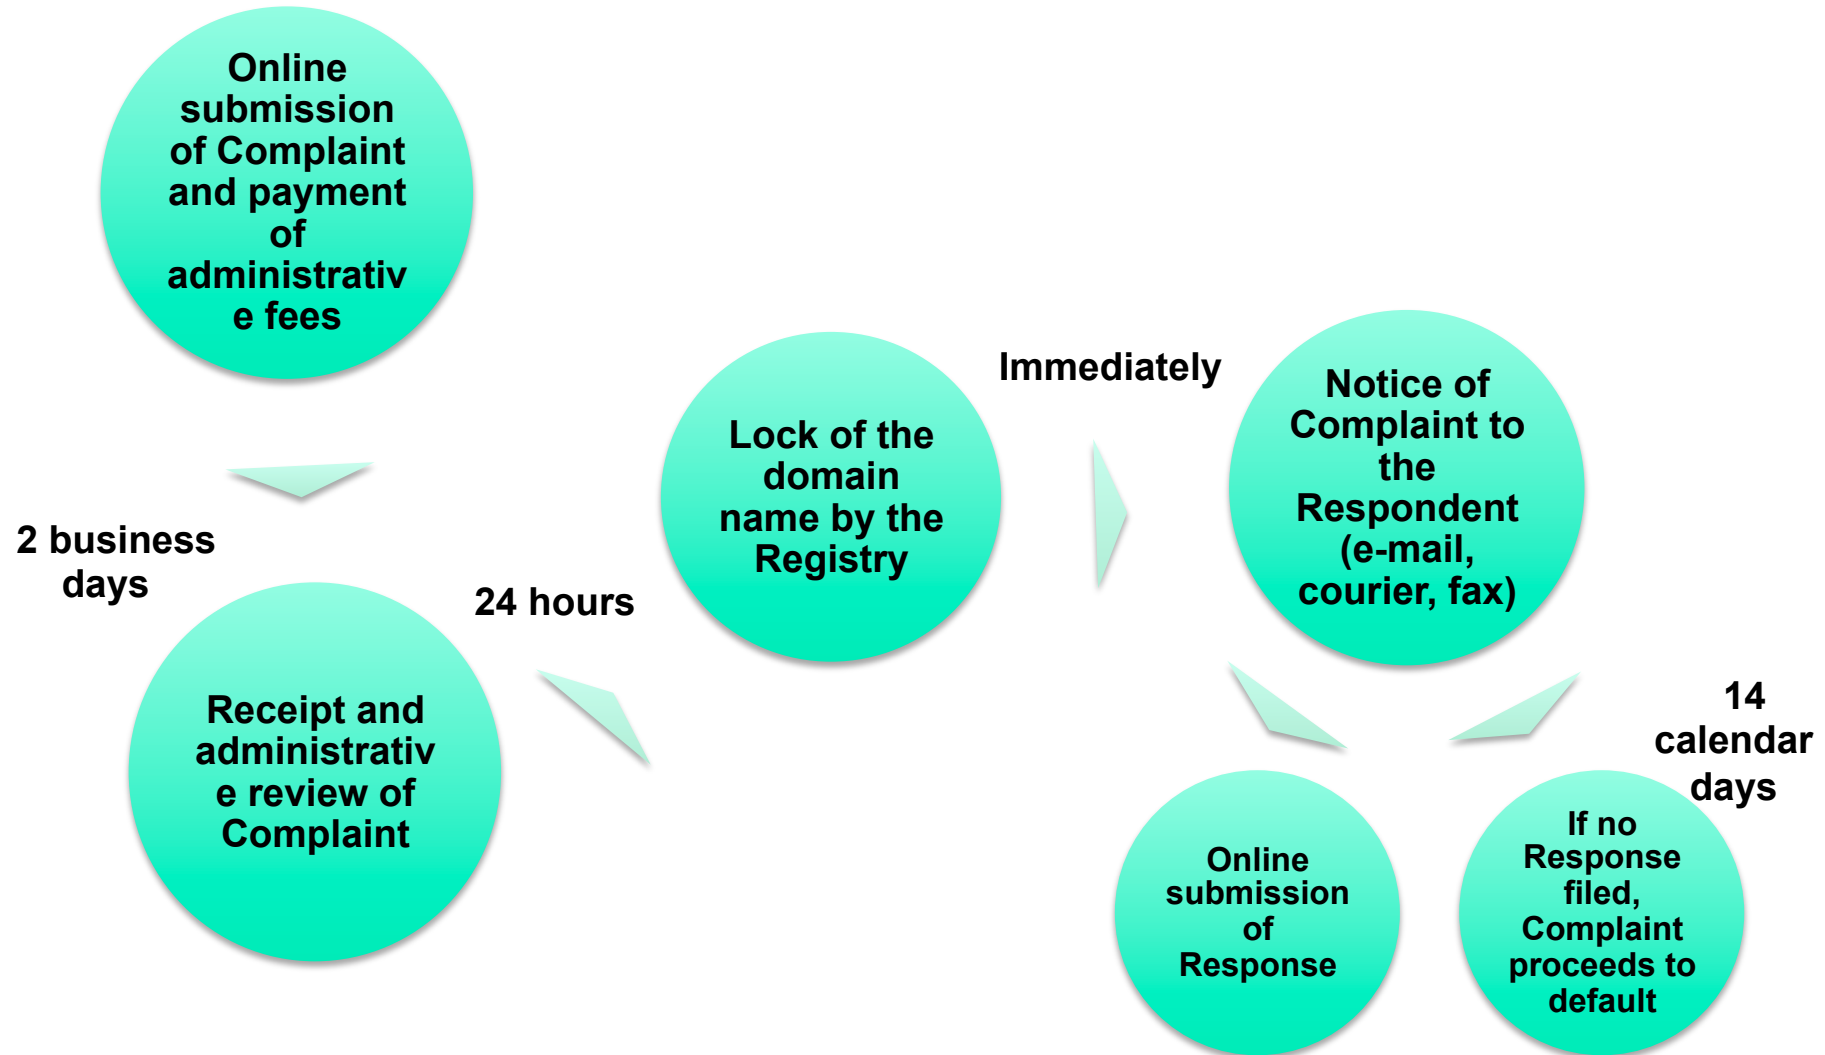 Online
submission
of Complaint
and payment
of
administrativ
e fees
2 business
days
Receipt and
administrativ
e review of
Complaint
24 hours
Lock of the
domain
name by the
Registry
Immediately
Notice of
Complaint to
the
Respondent
(e-mail,
courier, fax)
14
calendar
days
Online
submission
of
Response
If no
Response
filed,
Complaint
proceeds to
default